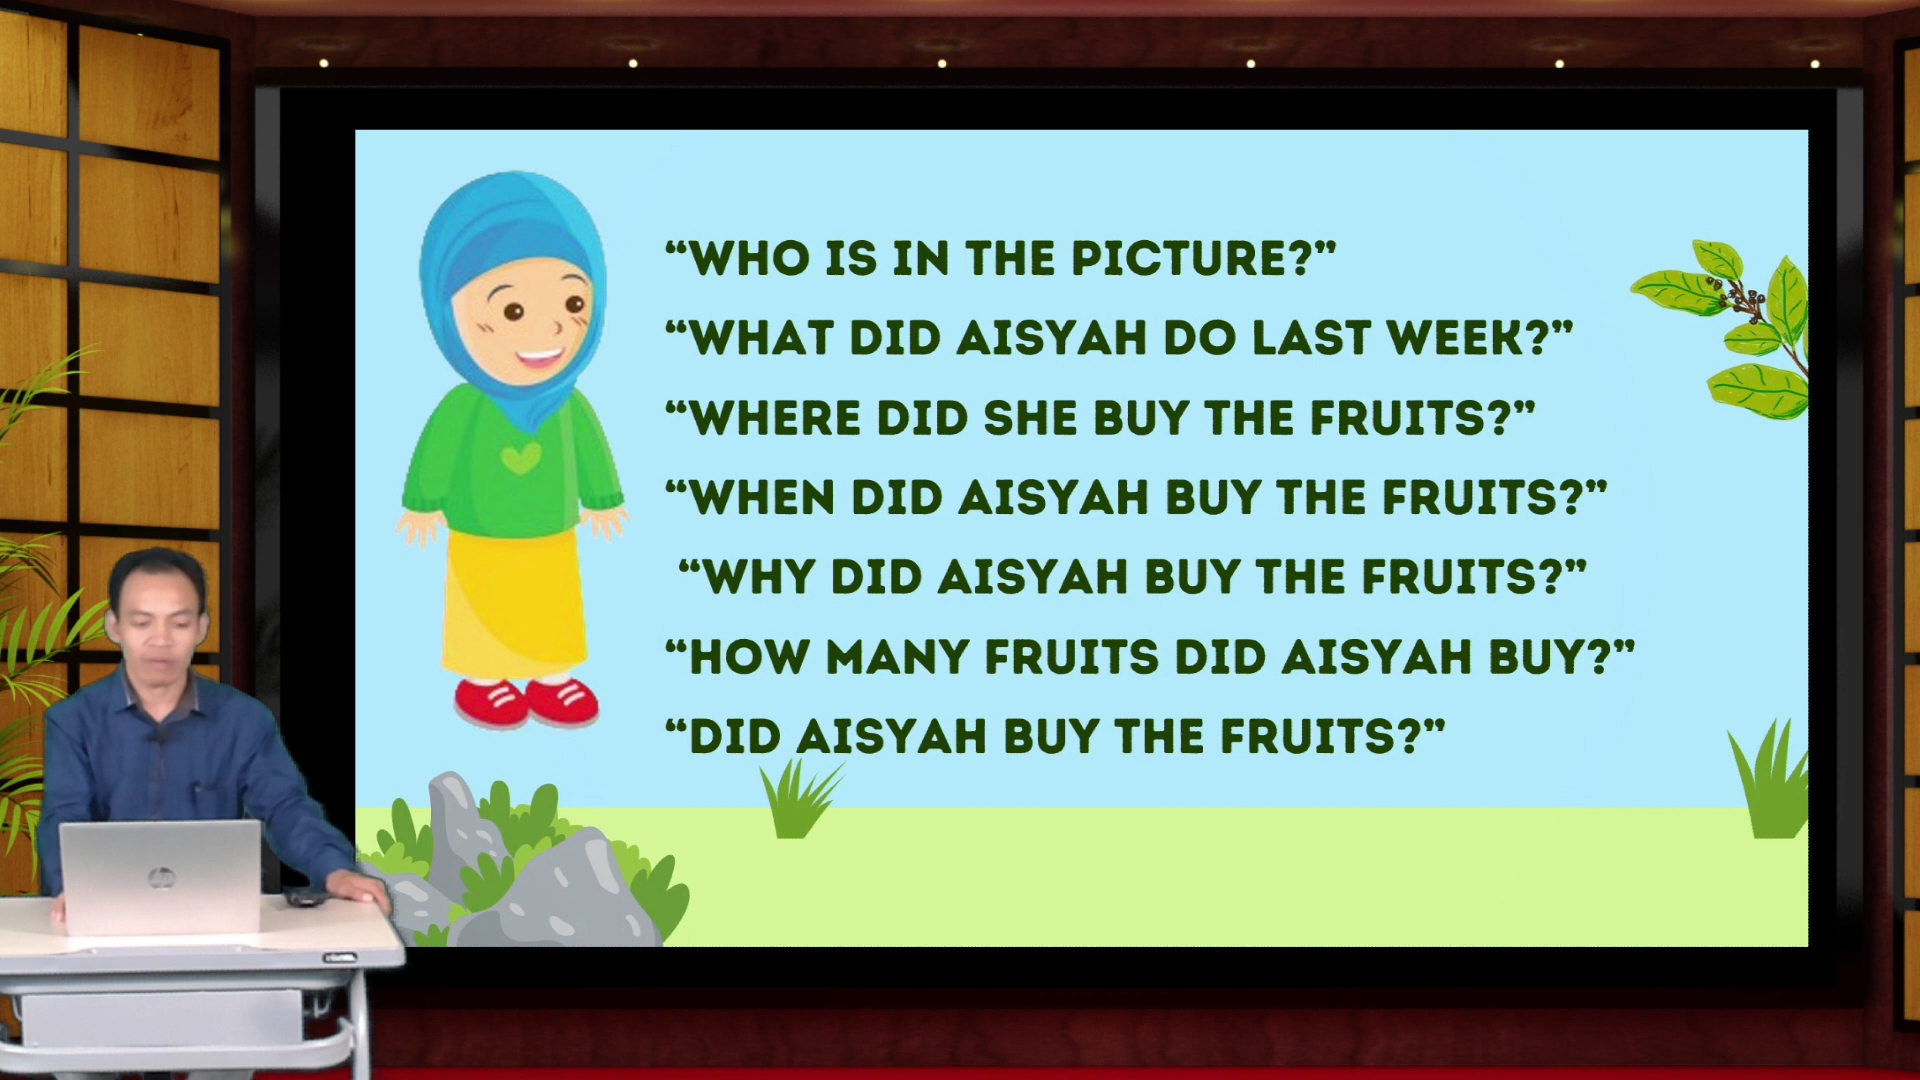 “WHO IS IN THE PICTURE?”
“WHAT DID AISYAH DO LAST WEEK?”
“WHERE DID SHE BUY THE FRUITS?”
“WHEN DID AISYAH BUY THE FRUITS?”
“WHY DID AISYAH BUY THE FRUITS?”
“HOW MANY FRUITS DID AISYAH BUY?”
“DID AISYAH BUY THE FRUITS?”
hp